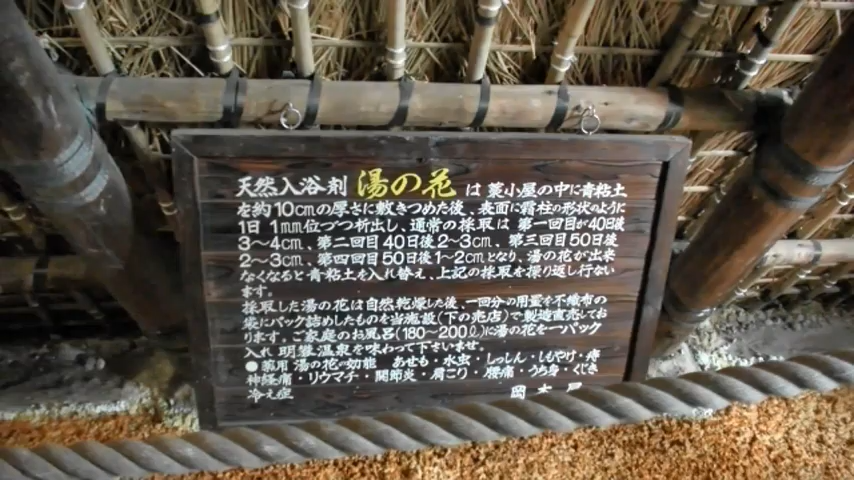 天然入浴剤 湯の花 は 藁小屋の中に青粘土
を約10cmの厚さに敷きつめた後、表面に霜柱の形状のように
1日1mm位づつ析出し、通常の採取は 第一回目が40日後
3〜4cm、第二回目40日後2〜3cm、第三回目50日後
2〜3cm、第四回目50日後1〜2cmとなり、湯の花が出来
なくなると青粘土を入れ替え、上記の採取を操り返し行ない
ます。
採取した湯の花は自然乾燥した後、一回分の用量を不織布の
袋にパック詰めしたものを当施設(下の売店)で製造直売してお
ります。ご家庭のお風呂(180〜200ℓ)に湯の花を一パック
入れ 明礬温泉を味わって下さいませ。
●薬用 湯の花の効能 あせも・水虫・しっしん・しもやけ・痔
神経痛・リウマチ・関節炎・肩こり・腰痛・うち身・くじき
冷え症
岡本屋